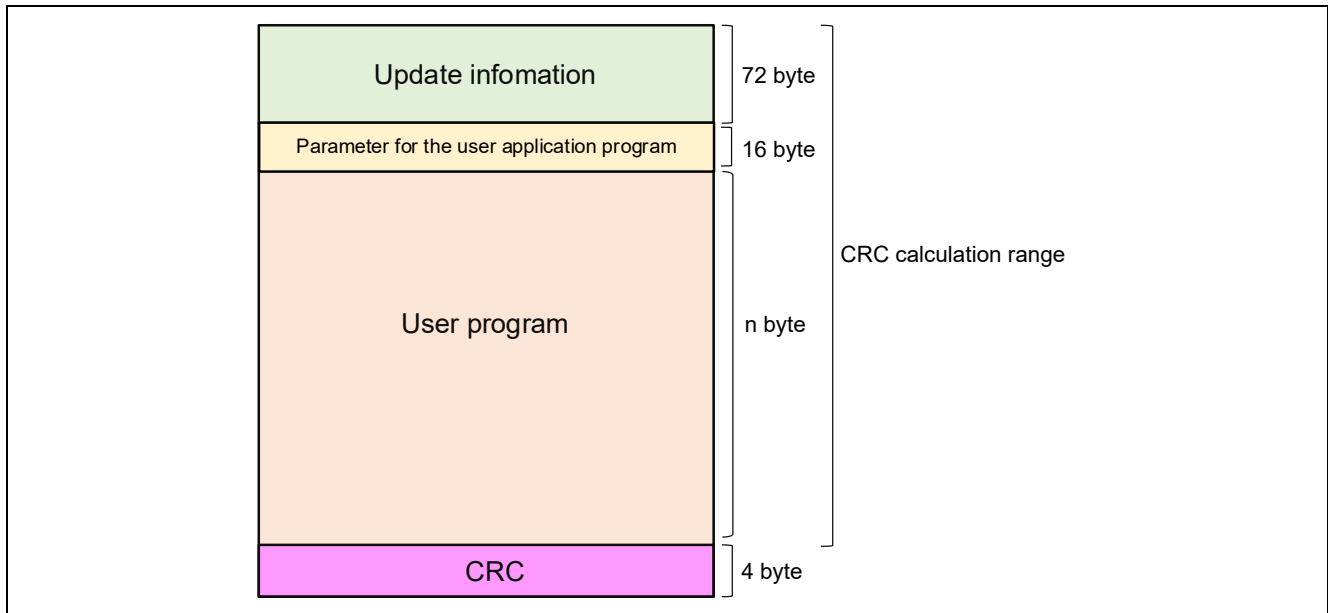 Update infomation
72 byte
Parameter for the user application program
16 byte
CRC calculation range
User program
n byte
CRC
4 byte